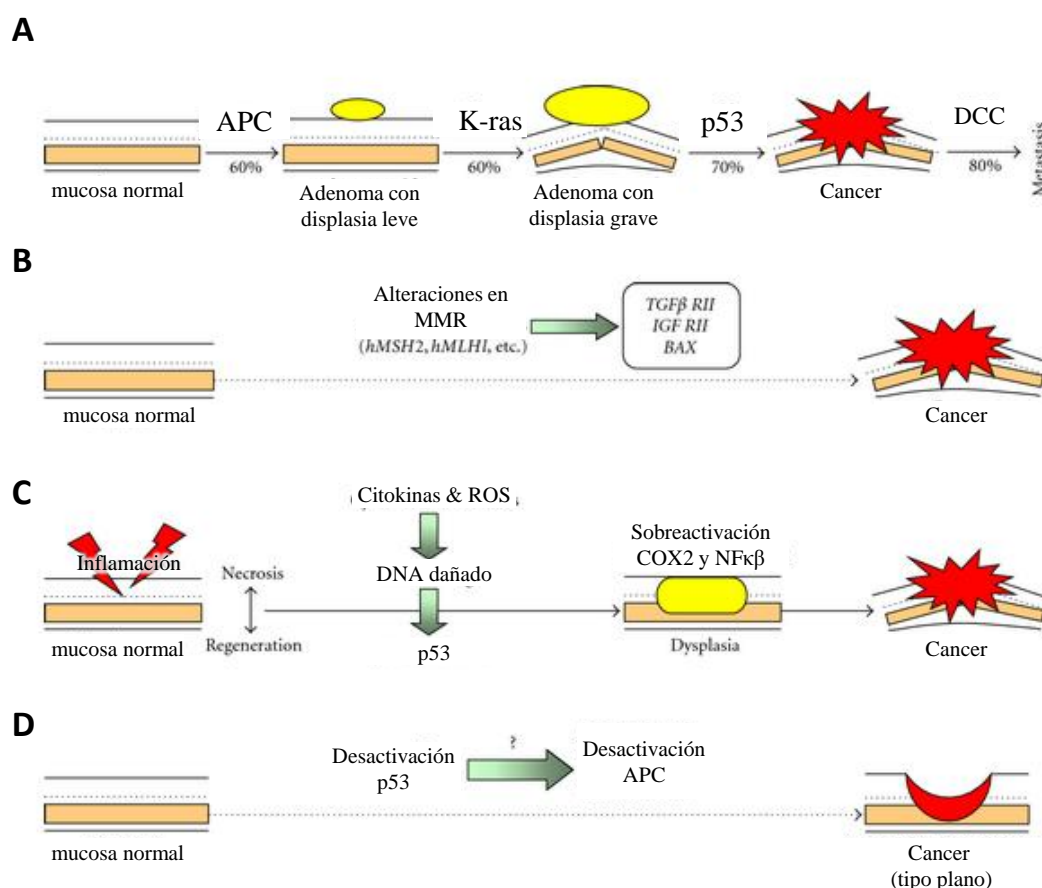 A
APC
K-ras
p53
DCC
60%
60%
70%
80%
Metastasis
mucosa normal
Adenoma con
displasia leve
Adenoma con
displasia grave
Cancer
B
Alteraciones en
MMR
(hMSH2, hMLHI, etc.)
TGFβ RII
IGF RII
BAX
mucosa normal
Cancer
C
Inflamación
Necrosis
Regeneration
mucosa normal
Citokinas & ROS
DNA dañado
p53
Sobreactivación
COX2 y NFκβ
Dysplasia
Cancer
D
Desactivación
p53
?
Desactivación
APC
mucosa normal
Cancer
(tipo plano)